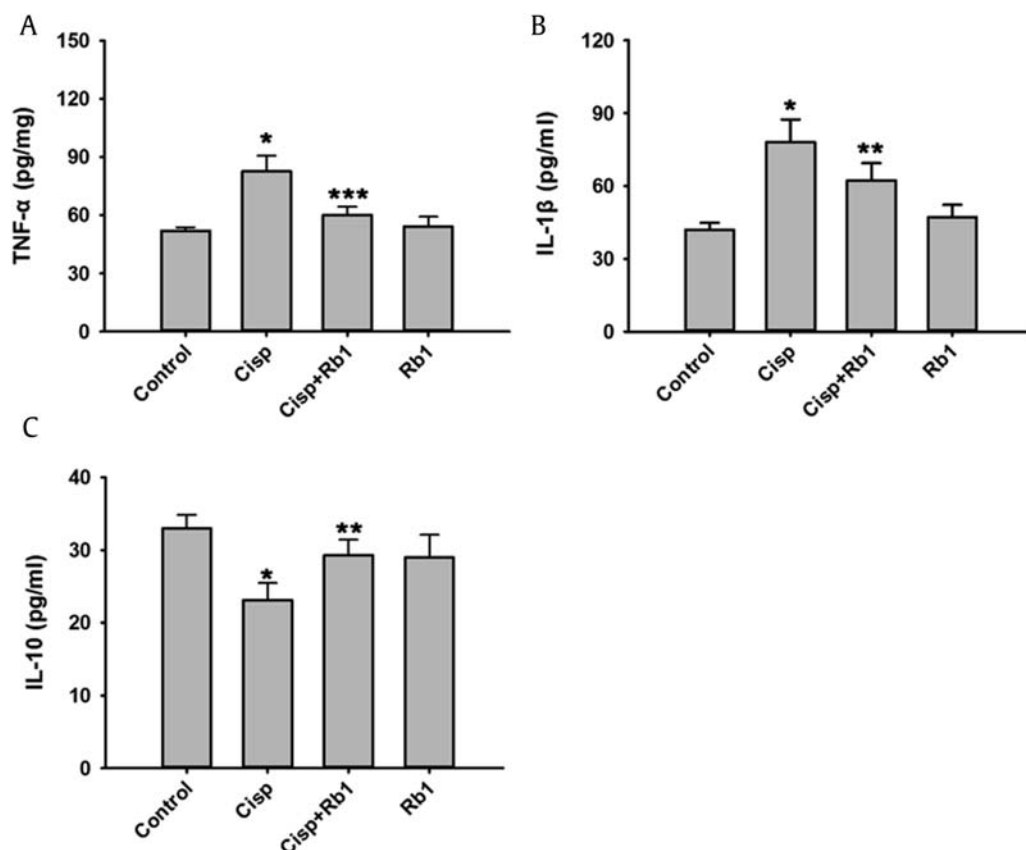 A
TNF-α (pg/mg)
150
120
90
60
30
0
*
***
Control
Cisp
Cisp+Rb1
Rb1
B
IL-1β (pg/ml)
120
90
60
30
0
*
**
Control
Cisp
Cisp+Rb1
Rb1
C
IL-10 (pg/ml)
40
30
20
10
0
*
**
Control
Cisp
Cisp+Rb1
Rb1